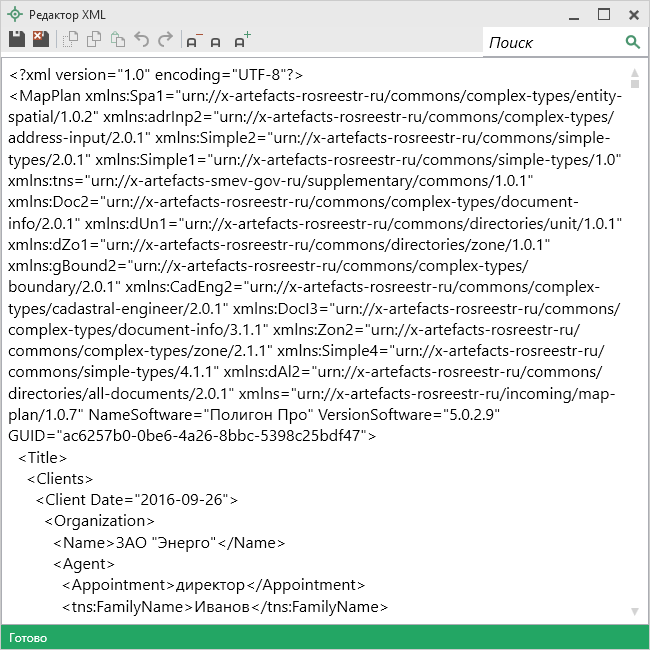 Редактор XML
A A A+
Поиск
<?xml version="1.0" encoding="UTF-8"?>
<MapPlan xmlns:Spa1="urn://x-artefacts-rosreestr-ru/commons/complex-types/entity-
spatial/1.0.2" xmlns:adrInp2="urn://x-artefacts-rosreestr-ru/commons/complex-types/
address-input/2.0.1" xmlns:Simple2="urn://x-artefacts-rosreestr-ru/commons/simple-
types/2.0.1" xmlns:Simple1="urn://x-artefacts-rosreestr-ru/commons/simple-types/1.0"
xmlns:tns="urn://x-artefacts-smev-gov-ru/supplementary/commons/1.0.1"
xmlns:Doc2="urn://x-artefacts-rosreestr-ru/commons/complex-types/document-
info/2.0.1" xmlns:dUn1="urn://x-artefacts-rosreestr-ru/commons/directories/unit/1.0.1"
xmlns:dZo1="urn://x-artefacts-rosreestr-ru/commons/directories/zone/1.0.1"
xmlns:gBound2="urn://x-artefacts-rosreestr-ru/commons/complex-types/
boundary/2.0.1" xmlns:CadEng2="urn://x-artefacts-rosreestr-ru/commons/complex-
types/cadastral-engineer/2.0.1" xmlns:DocI3="urn://x-artefacts-rosreestr-ru/commons/
complex-types/document-info/3.1.1" xmlns:Zon2="urn://x-artefacts-rosreestr-ru/
commons/complex-types/zone/2.1.1" xmlns:Simple4="urn://x-artefacts-rosreestr-ru/
commons/simple-types/4.1.1" xmlns:dAl2="urn://x-artefacts-rosreestr-ru/commons/
directories/all-documents/2.0.1" xmlns="urn://x-artefacts-rosreestr-ru/incoming/map-
plan/1.0.7" NameSoftware="Полигон Про" VersionSoftware="5.0.2.9"
GUID="ac6257b0-0be6-4a26-8bbc-5398c25bdf47">
<Title>
<Clients>
<Client Date="2016-09-26">
<Organization>
<Name>ЗАО "Энерго"</Name>
<Agent>
<Appointment>директор</Appointment>
<tns:FamilyName>Иванов</tns:FamilyName>
Готово